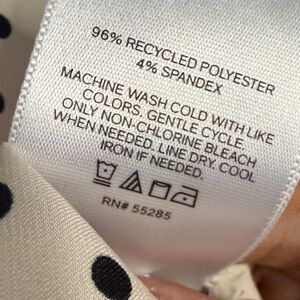 96% RECYCLED POLYESTER
4% SPANDEX
MACHINE WASH COLD WITH LIKE
COLORS. GENTLE CYCLE.
ONLY NON-CHLORINE BLEACH
WHEN NEEDED. LINE DRY. COOL
IRON IF NEEDED.
RN# 55285